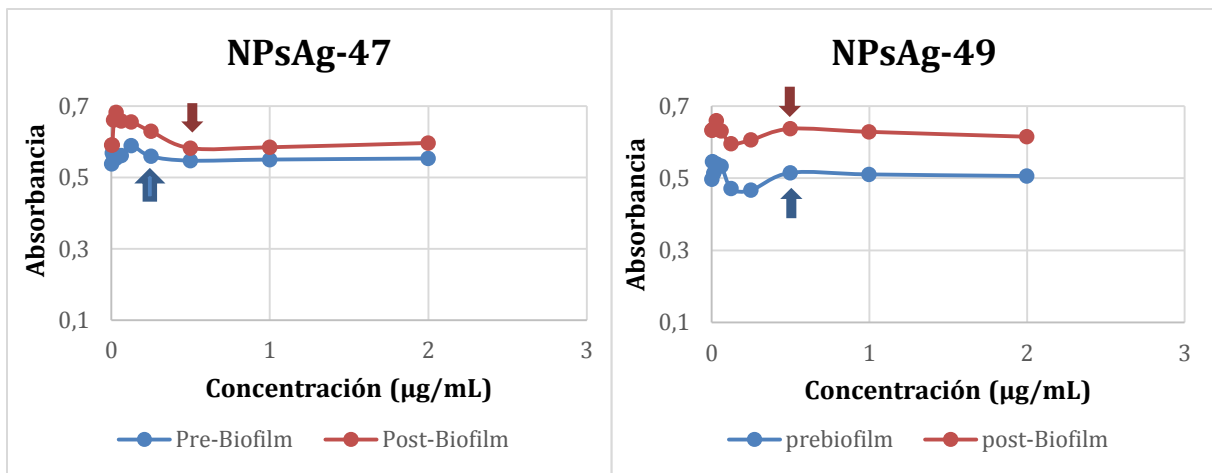 NPsAg-47
0,7
0,5
0,3
0,1
Absorbancia
0 1 2 3
Concentración (µg/mL)
Pre-Biofilm Post-Biofilm
NPsAg-49
0,7
0,5
0,3
0,1
Absorbancia
0 1 2 3
Concentración (µg/mL)
prebiofilm post-Biofilm